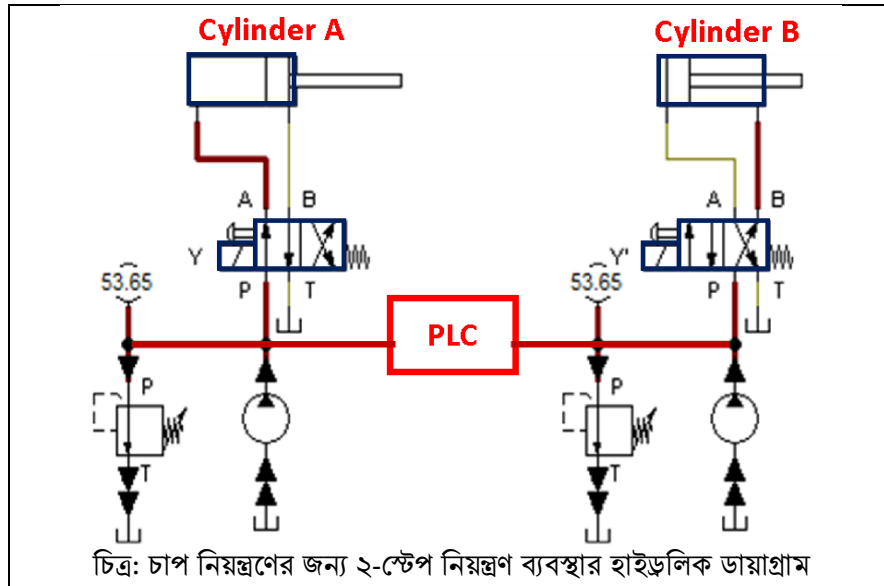 Cylinder A Cylinder B
A B A B
Y Y'
53.65 53.65
P T P T
PLC
P P
T T
চিত্র: চাপ নিয়ন্ত্রণের জন্য ২-স্টেপ নিয়ন্ত্রণ ব্যবস্থার হাইড্রলিক ডায়াগ্রাম